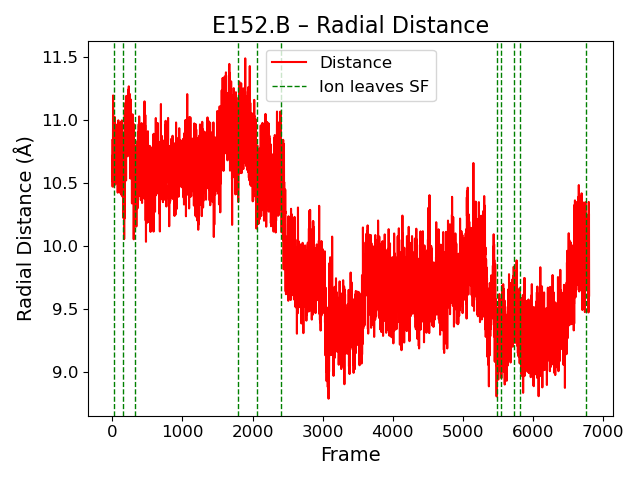 E152.B – Radial Distance
Distance
Ion leaves SF
Radial Distance (Å)
11.5
11.0
10.5
10.0
9.5
9.0
0 1000 2000 3000 4000 5000 6000 7000
Frame